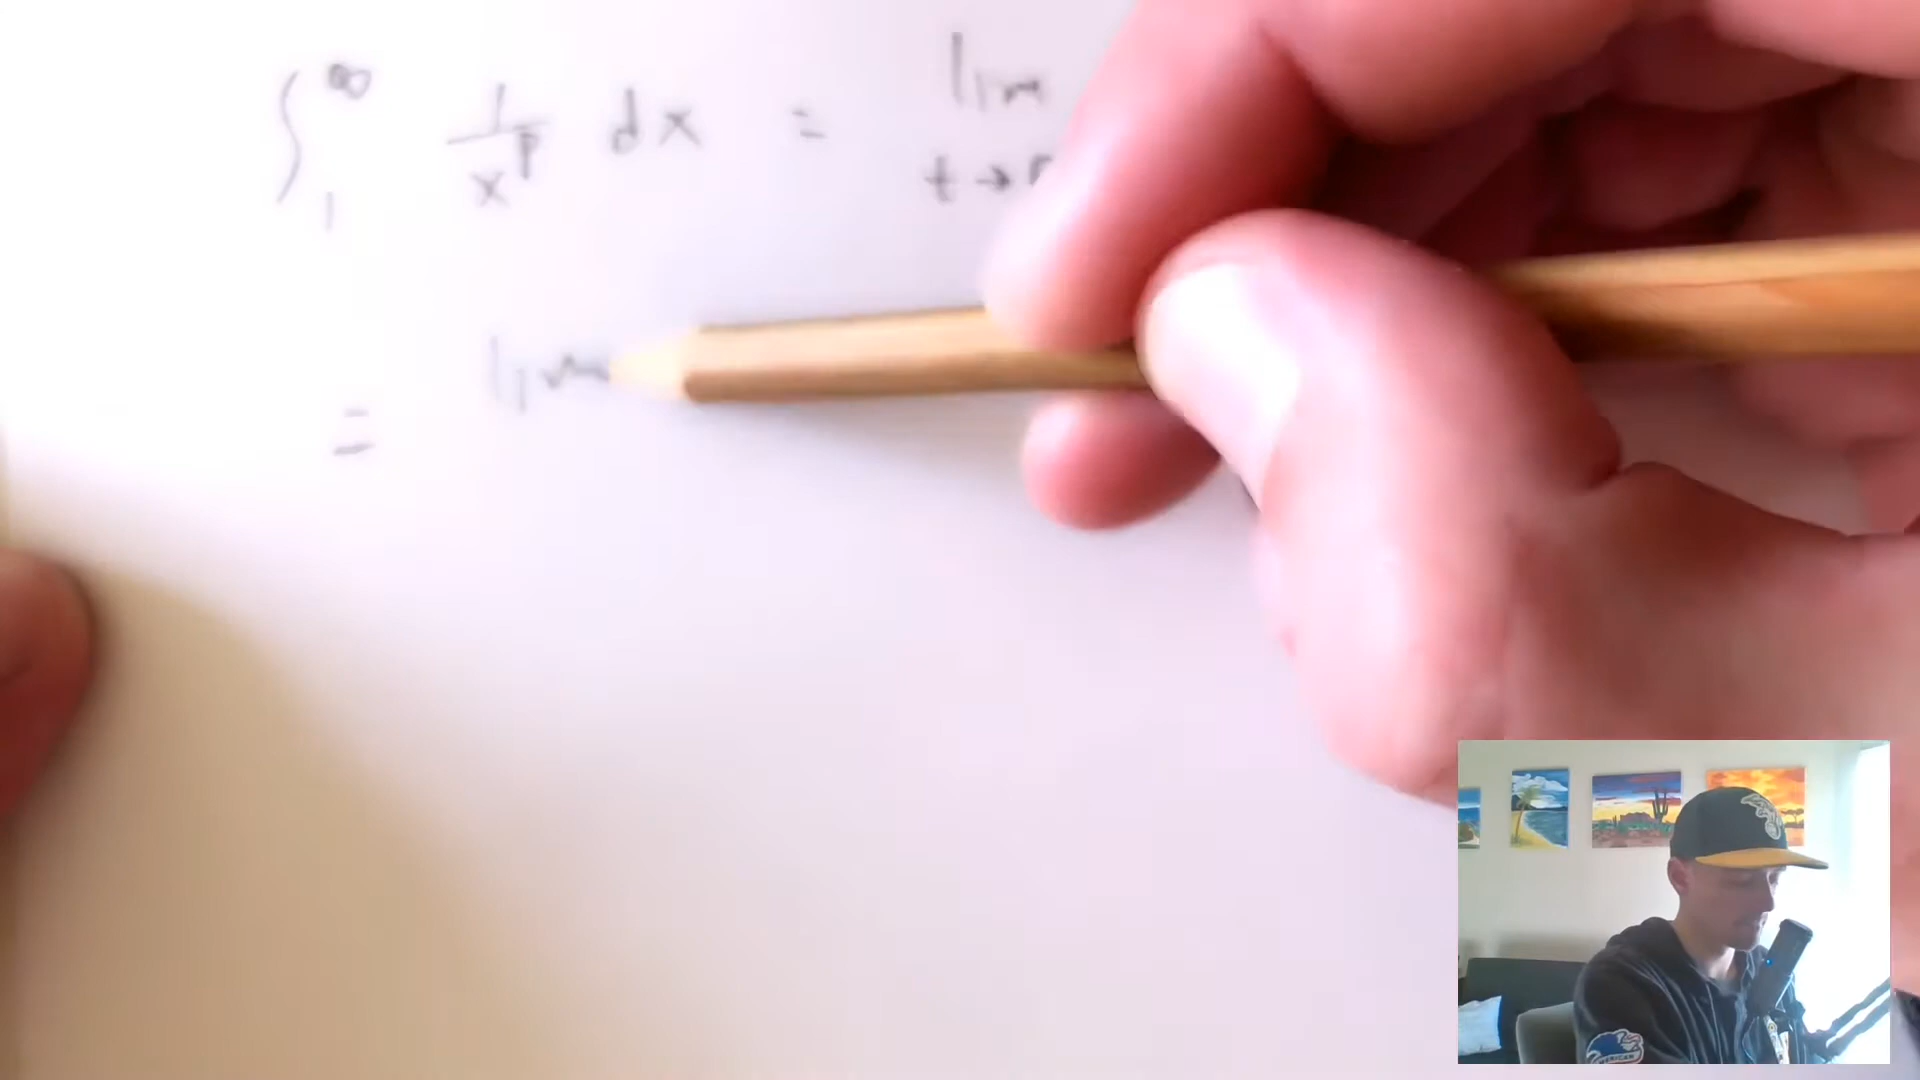 ∫₁^∞ 1/x^p dx = lim
t →
= lim